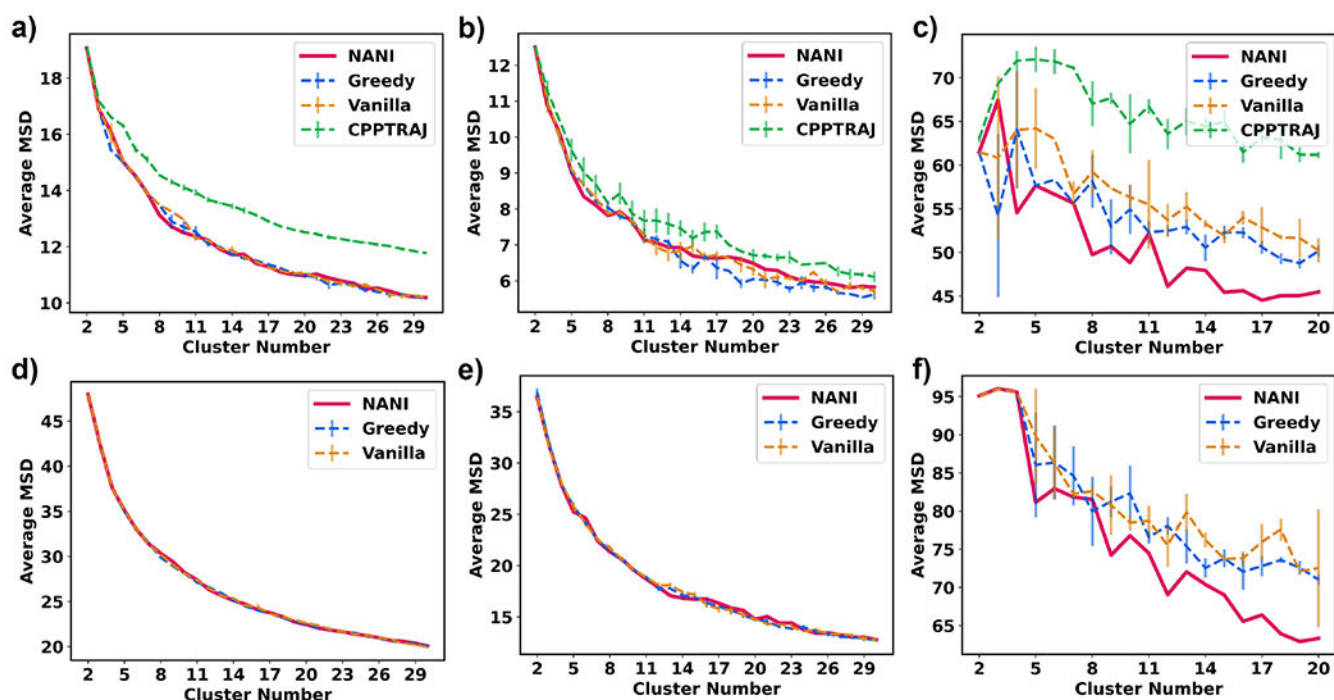 a)
18
16
14
12
10
2 5 8 11 14 17 20 23 26 29
Average MSD
Cluster Number
NANI
Greedy
Vanilla
CPPTRAJ
b)
12
11
10
9
8
7
6
2 5 8 11 14 17 20 23 26 29
Average MSD
Cluster Number
NANI
Greedy
Vanilla
CPPTRAJ
c)
70
65
60
55
50
45
2 5 8 11 14 17 20
Average MSD
Cluster Number
NANI
Greedy
Vanilla
CPPTRAJ
d)
45
40
35
30
25
20
2 5 8 11 14 17 20 23 26 29
Average MSD
Cluster Number
NANI
Greedy
Vanilla
e)
35
30
25
20
15
2 5 8 11 14 17 20 23 26 29
Average MSD
Cluster Number
NANI
Greedy
Vanilla
f)
95
90
85
80
75
70
65
2 5 8 11 14 17 20
Average MSD
Cluster Number
NANI
Greedy
Vanilla